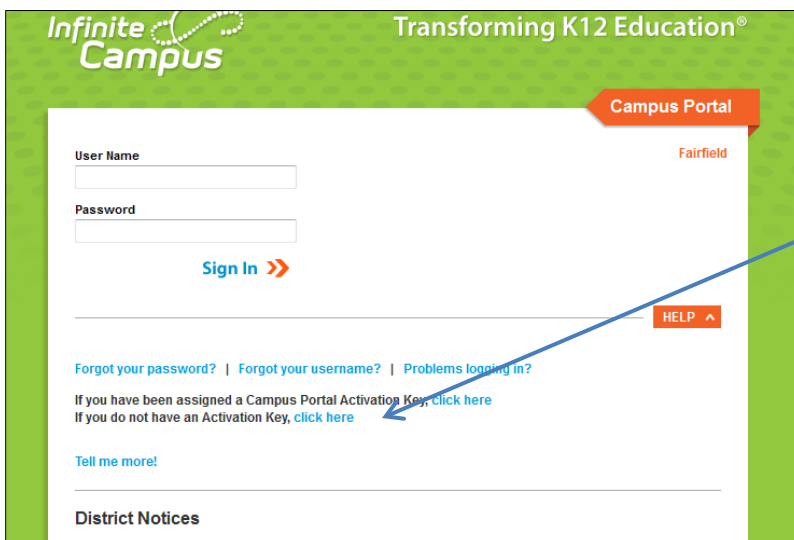 Infinite Campus
Transforming K12 Education®
Campus Portal
Fairfield
User Name
Password
Sign In
HELP
Forgot your password? | Forgot your username? | Problems logging in?
If you have been assigned a Campus Portal Activation Key, click here
If you do not have an Activation Key, click here
Tell me more!
District Notices